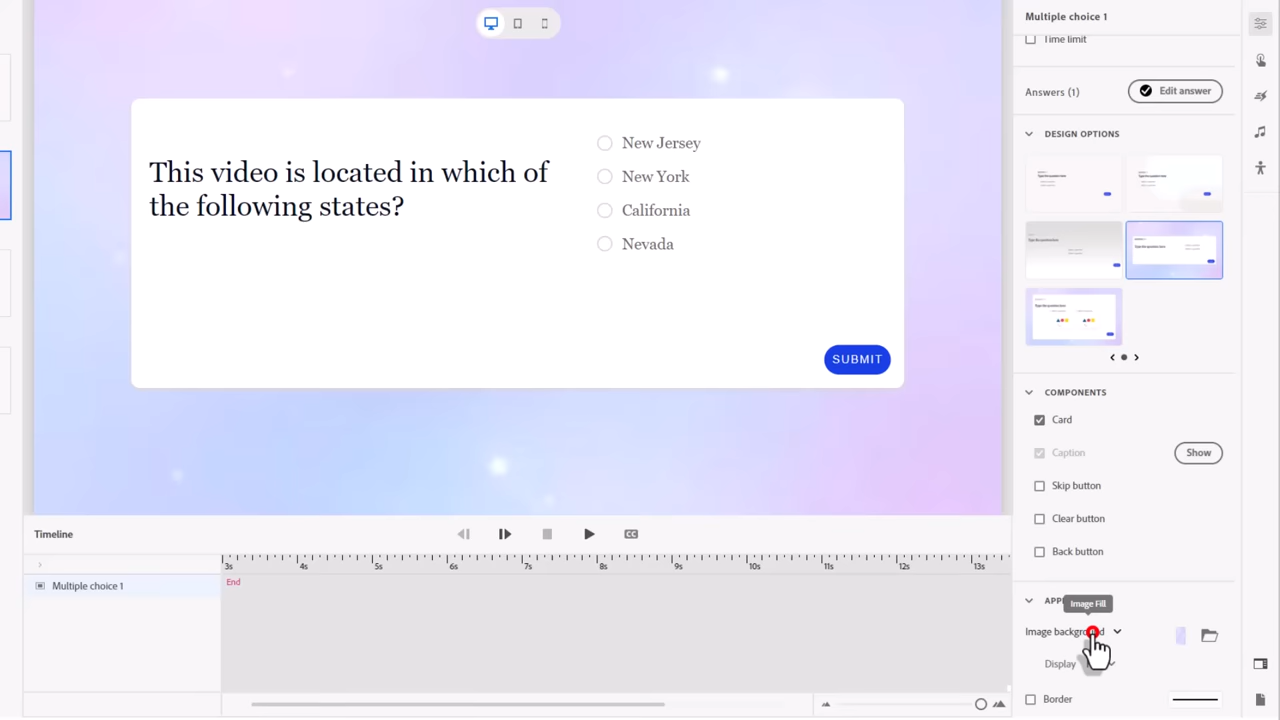 Multiple choice 1
Time limit
Answers (1)
Edit answer
DESIGN OPTIONS
This video is located in which of
the following states?
New Jersey
New York
California
Nevada
SUBMIT
COMPONENTS
Card
Caption
Show
Skip button
Clear button
Back button
Image Fill
Display
Border
Timeline
3s 4s 5s 6s 7s 8s 9s 10s 11s 12s 13s
End
Multiple choice 1